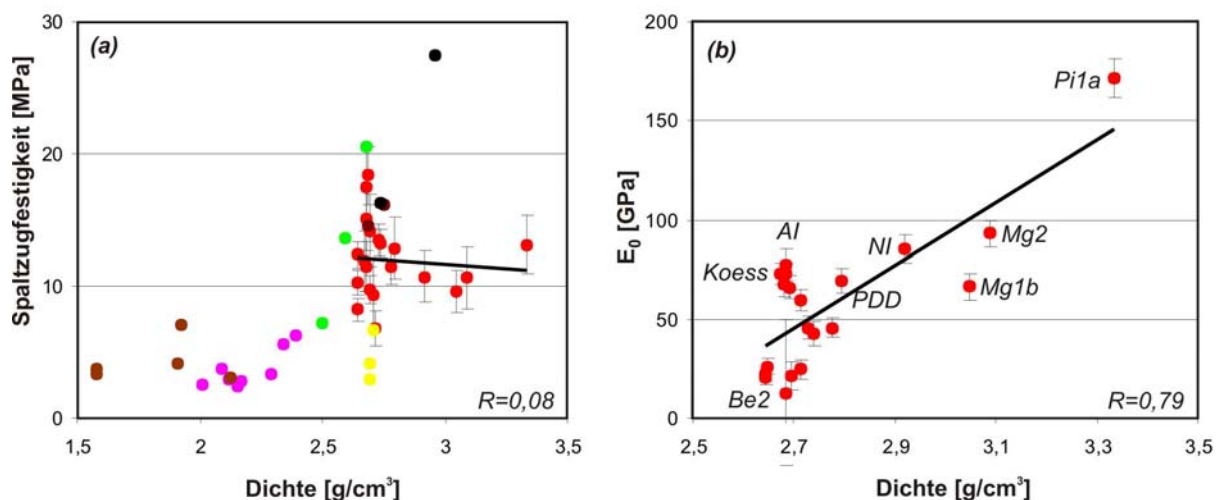 (a)
Spaltzugfestigkeit [MPa]
30
20
10
0
1,5
2
2,5
3
3,5
Dichte [g/cm³]
R=0,08
(b)
E₀ [GPa]
200
150
100
50
0
2,5
2,7
2,9
3,1
3,3
3,5
Dichte [g/cm³]
Pi1a
Al
Koess
NI
Mg2
PDD
Mg1b
Be2
R=0,79